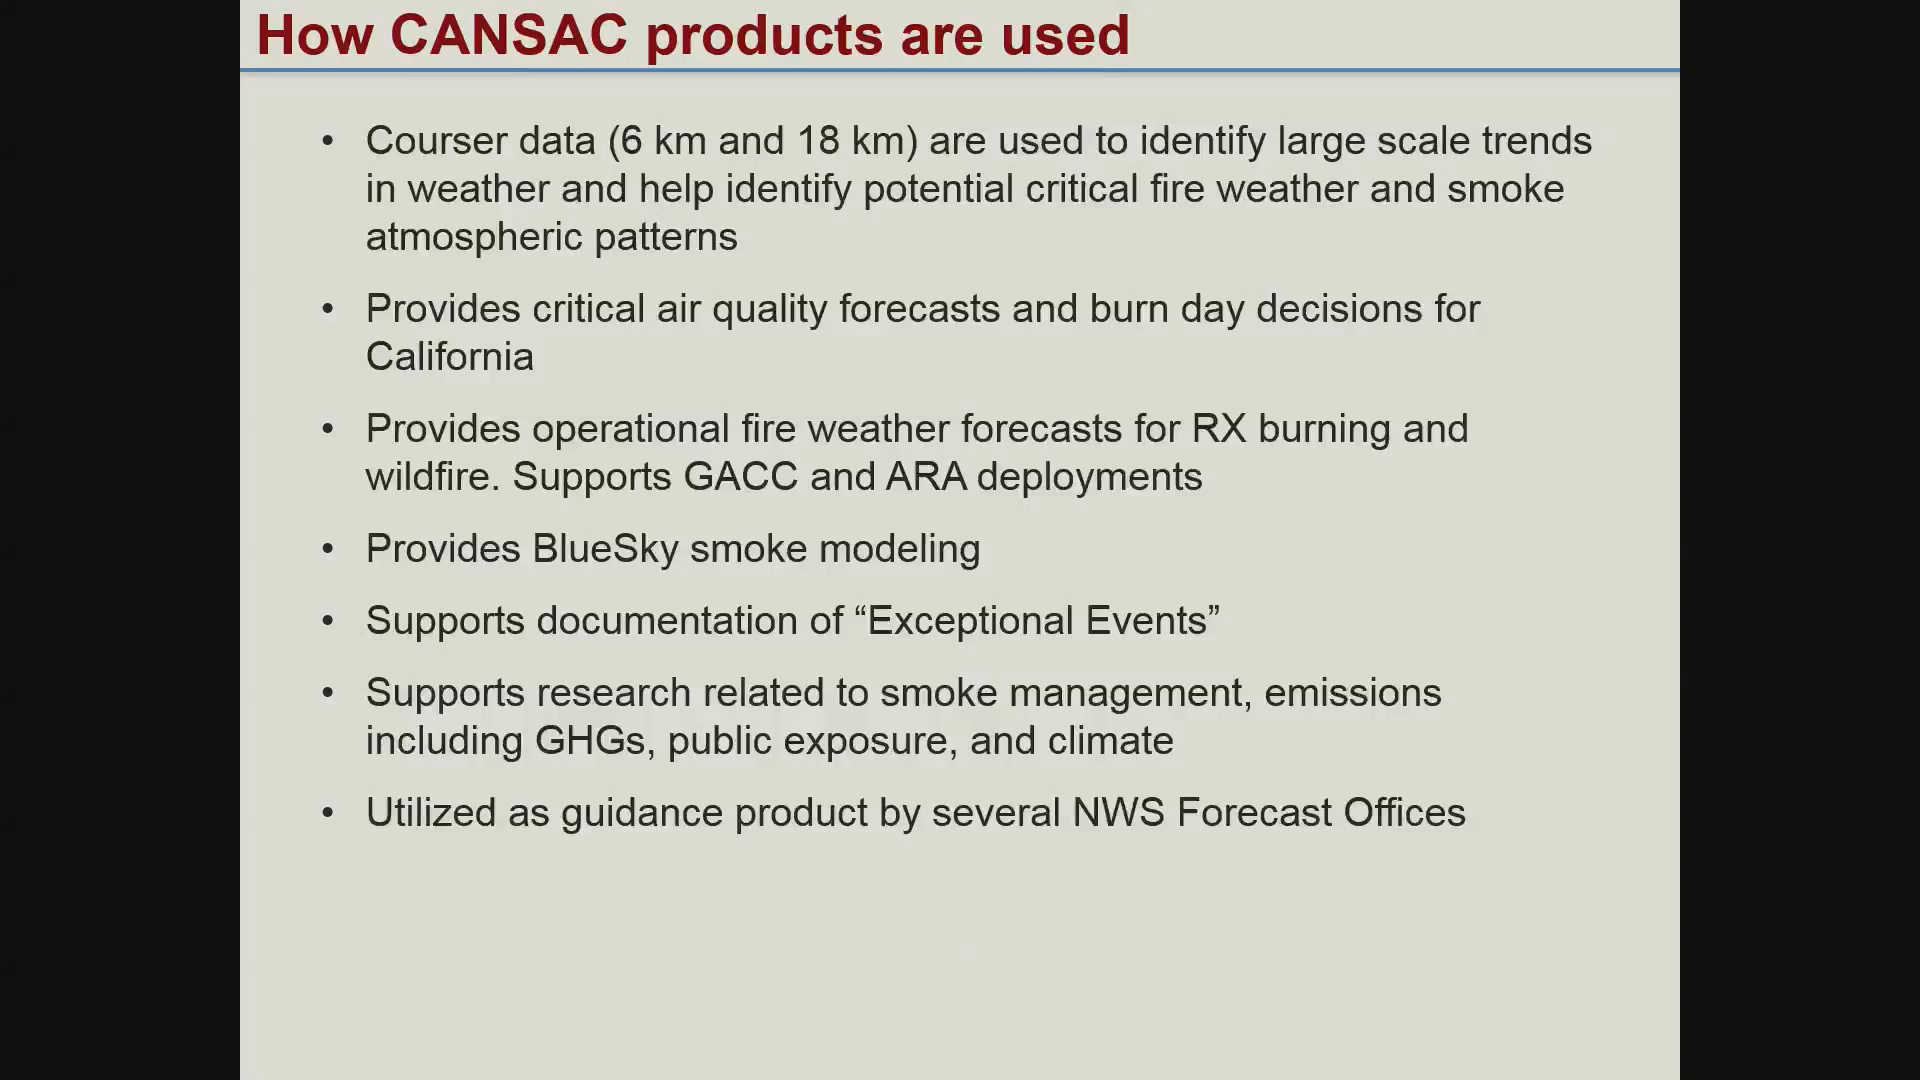 How CANSAC products are used
• Courser data (6 km and 18 km) are used to identify large scale trends
in weather and help identify potential critical fire weather and smoke
atmospheric patterns
• Provides critical air quality forecasts and burn day decisions for
California
• Provides operational fire weather forecasts for RX burning and
wildfire. Supports GACC and ARA deployments
• Provides BlueSky smoke modeling
• Supports documentation of “Exceptional Events”
• Supports research related to smoke management, emissions
including GHGs, public exposure, and climate
• Utilized as guidance product by several NWS Forecast Offices